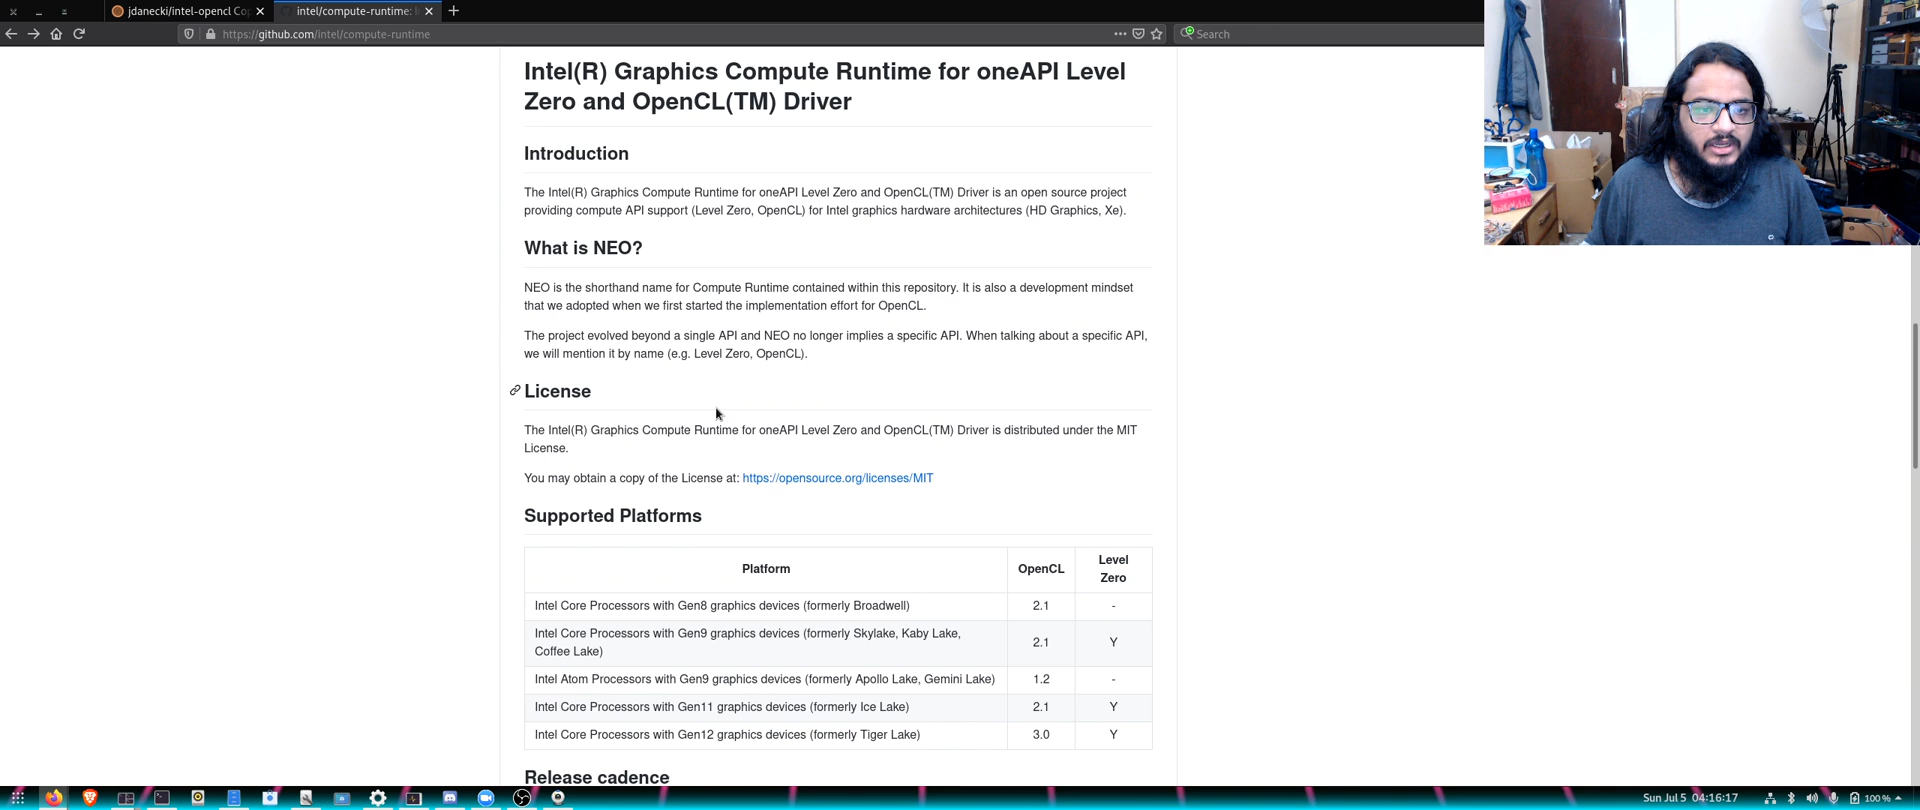 jdanecki/intel-opencl Cop
intel/compute-runtime: I
https://github.com/intel/compute-runtime
Search
Intel(R) Graphics Compute Runtime for oneAPI Level
Zero and OpenCL(TM) Driver
Introduction
The Intel(R) Graphics Compute Runtime for oneAPI Level Zero and OpenCL(TM) Driver is an open source project
providing compute API support (Level Zero, OpenCL) for Intel graphics hardware architectures (HD Graphics, Xe).
What is NEO?
NEO is the shorthand name for Compute Runtime contained within this repository. It is also a development mindset
that we adopted when we first started the implementation effort for OpenCL.
The project evolved beyond a single API and NEO no longer implies a specific API. When talking about a specific API,
we will mention it by name (e.g. Level Zero, OpenCL).
License
The Intel(R) Graphics Compute Runtime for oneAPI Level Zero and OpenCL(TM) Driver is distributed under the MIT
License.
You may obtain a copy of the License at: https://opensource.org/licenses/MIT
Supported Platforms
Platform OpenCL Level
Zero
Intel Core Processors with Gen8 graphics devices (formerly Broadwell) 2.1 -
Intel Core Processors with Gen9 graphics devices (formerly Skylake, Kaby Lake,
Coffee Lake) 2.1 Y
Intel Atom Processors with Gen9 graphics devices (formerly Apollo Lake, Gemini Lake) 1.2 -
Intel Core Processors with Gen11 graphics devices (formerly Ice Lake) 2.1 Y
Intel Core Processors with Gen12 graphics devices (formerly Tiger Lake) 3.0 Y
Release cadence
Sun Jul 5 04:16:17
100 %